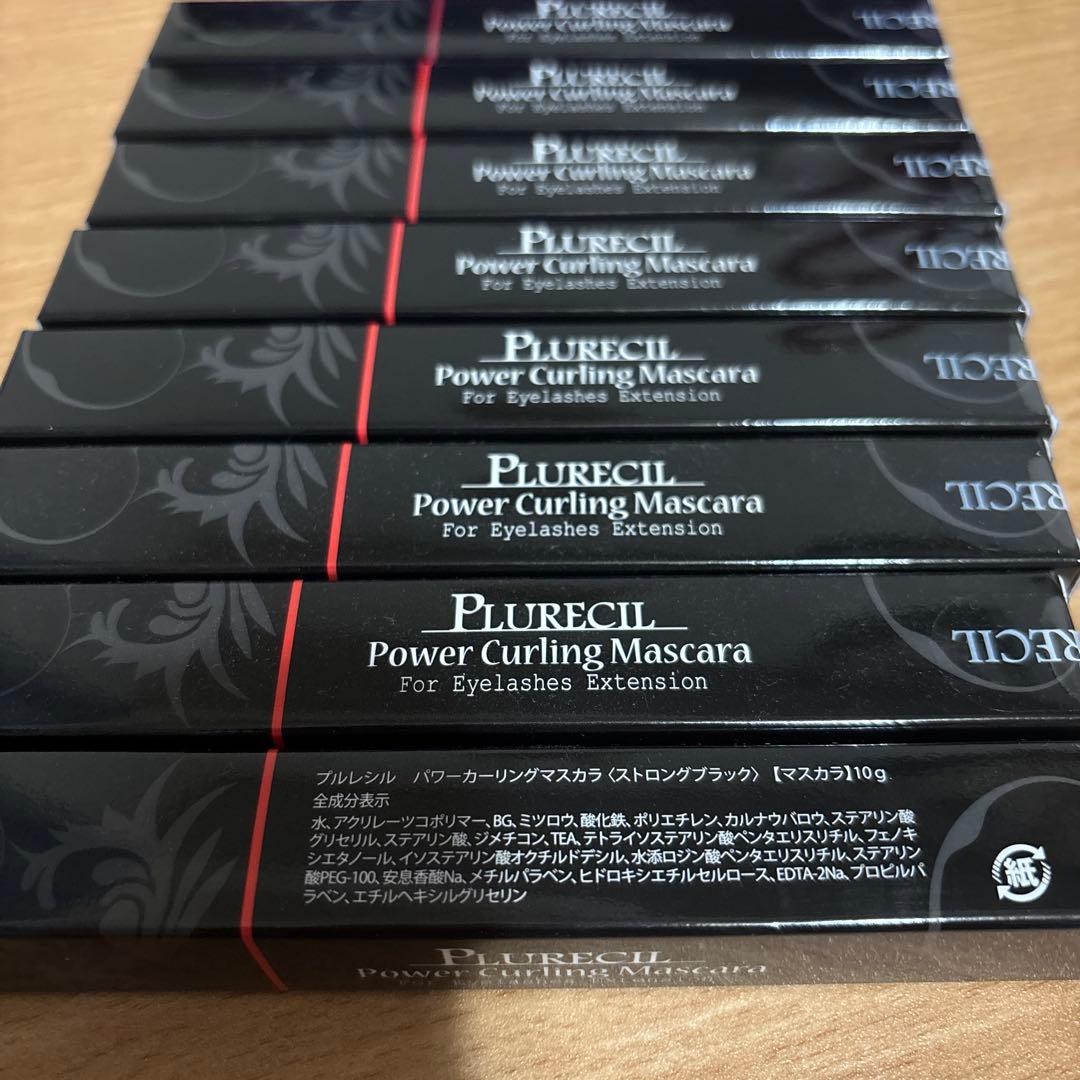 PLURECIL
Power Curling Mascara
For Eyelashes Extension
RECIL
PLURECIL
Power Curling Mascara
For Eyelashes Extension
RECIL
PLURECIL
Power Curling Mascara
For Eyelashes Extension
RECIL
PLURECIL
Power Curling Mascara
For Eyelashes Extension
RECIL
PLURECIL
Power Curling Mascara
For Eyelashes Extension
RECIL
PLURECIL
Power Curling Mascara
For Eyelashes Extension
RECIL
PLURECIL
Power Curling Mascara
For Eyelashes Extension
RECIL
プルレシル パワーカーリングマスカラ〈ストロングブラック〉【マスカラ】10g
全成分表示
水、アクリレーツコポリマー、BG、ミツロウ、酸化鉄、ポリエチレン、カルナウバロウ、ステアリン酸
グリセリル、ステアリン酸、ジメチコン、TEA、テトライソステアリン酸ペンタエリスリチル、フェノキ
シエタノール、イソステアリン酸オクチルドデシル、水添ロジン酸ペンタエリスリチル、ステアリン
酸PEG-100、安息香酸Na、メチルパラベン、ヒドロキシエチルセルロース、EDTA-2Na、プロピルパ
ラベン、エチルヘキシルグリセリン
紙
PLURECIL
Power Curling Mascara
For Eyelashes Extension